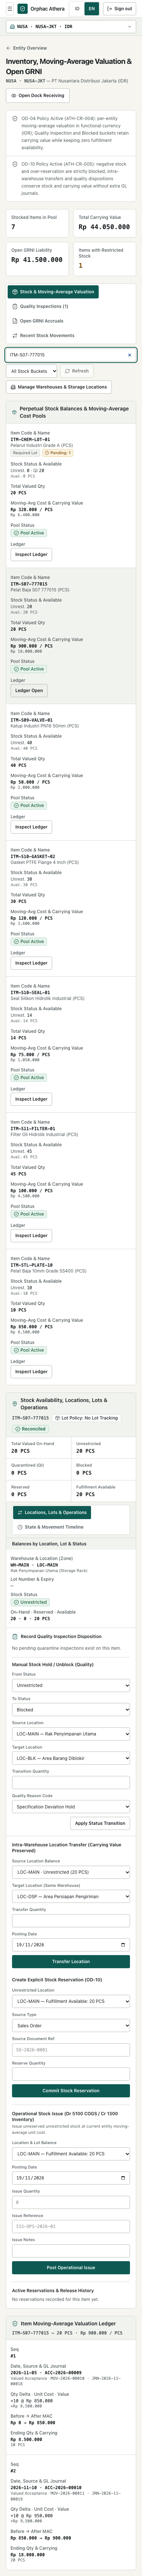 Orphac Athera
ID
EN
Sign out
NUSA · NUSA-JKT · IDR
← Entity Overview
Inventory, Moving-Average Valuation & Open GRNI
NUSA · NUSA-JKT — PT Nusantara Distribusi Jakarta (IDR)
Open Dock Receiving
OD-04 Policy Active (ATH-CR-004): per-entity moving-average valuation in functional currency (IDR). Quality Inspection and Blocked quantities retain carrying value while keeping zero fulfillment availability.
OD-10 Policy Active (ATH-CR-005): negative stock and over-reservation are strictly blocked, intra-warehouse transfers and quality dispositions conserve stock and carrying value without extra GL journals.
Stocked Items in Pool
7
Total Carrying Value
Rp 44.050.000
Open GRNI Liability
Rp 41.500.000
Items with Restricted Stock
1
Stock & Moving-Average Valuation
Quality Inspections (1)
Open GRNI Accruals
Recent Stock Movements
ITM-S07-777015
All Stock Buckets
Refresh
Manage Warehouses & Storage Locations
Perpetual Stock Balances & Moving-Average Cost Pools
Item Code & Name
ITM-CHEM-LOT-01
Pelarut Industri Grade A (PCS)
Required Lot
Pending: 1
Stock Status & Available
Unrest. 0 · QI 20
Avail. 0 PCS
Total Valued Qty
20 PCS
Moving-Avg Cost & Carrying Value
Rp 320.000 / PCS
Rp 6.400.000
Pool Status
Pool Active
Ledger
Inspect Ledger
Item Code & Name
ITM-S07-777015
Pelat Baja S07 777015 (PCS)
Stock Status & Available
Unrest. 20
Avail. 20 PCS
Total Valued Qty
20 PCS
Moving-Avg Cost & Carrying Value
Rp 900.000 / PCS
Rp 18.000.000
Pool Status
Pool Active
Ledger
Ledger Open
Item Code & Name
ITM-S09-VALVE-01
Katup Industri PN16 50mm (PCS)
Stock Status & Available
Unrest. 40
Avail. 40 PCS
Total Valued Qty
40 PCS
Moving-Avg Cost & Carrying Value
Rp 50.000 / PCS
Rp 2.000.000
Pool Status
Pool Active
Ledger
Inspect Ledger
Item Code & Name
ITM-S10-GASKET-02
Gasket PTFE Flange 4 Inch (PCS)
Stock Status & Available
Unrest. 30
Avail. 30 PCS
Total Valued Qty
30 PCS
Moving-Avg Cost & Carrying Value
Rp 120.000 / PCS
Rp 3.600.000
Pool Status
Pool Active
Ledger
Inspect Ledger
Item Code & Name
ITM-S10-SEAL-01
Seal Silikon Hidrolik Industrial (PCS)
Stock Status & Available
Unrest. 14
Avail. 14 PCS
Total Valued Qty
14 PCS
Moving-Avg Cost & Carrying Value
Rp 75.000 / PCS
Rp 1.050.000
Pool Status
Pool Active
Ledger
Inspect Ledger
Item Code & Name
ITM-S11-FILTER-01
Filter Oli Hidrolik Industrial (PCS)
Stock Status & Available
Unrest. 45
Avail. 45 PCS
Total Valued Qty
45 PCS
Moving-Avg Cost & Carrying Value
Rp 100.000 / PCS
Rp 4.500.000
Pool Status
Pool Active
Ledger
Inspect Ledger
Item Code & Name
ITM-STL-PLATE-10
Pelat Baja 10mm Grade SS400 (PCS)
Stock Status & Available
Unrest. 10
Avail. 10 PCS
Total Valued Qty
10 PCS
Moving-Avg Cost & Carrying Value
Rp 850.000 / PCS
Rp 8.500.000
Pool Status
Pool Active
Ledger
Inspect Ledger
Stock Availability, Locations, Lots & Operations
ITM-S07-777015
Lot Policy: No Lot Tracking
Reconciled
Total Valued On-Hand
20 PCS
Unrestricted
20 PCS
Quarantined (QI)
0 PCS
Blocked
0 PCS
Reserved
0 PCS
Fulfillment Available
20 PCS
Locations, Lots & Operations
State & Movement Timeline
Balances by Location, Lot & Status
Warehouse & Location (Zone)
WH-MAIN · LOC-MAIN
Rak Penyimpanan Utama (Storage Rack)
Lot Number & Expiry
—
Stock Status
Unrestricted
On-Hand · Reserved · Available
20 · 0 · 20 PCS
Record Quality Inspection Disposition
No pending quarantine inspections exist on this item.
Manual Stock Hold / Unblock (Quality)
From Status
Unrestricted
To Status
Blocked
Source Location
LOC-MAIN — Rak Penyimpanan Utama
Target Location
LOC-BLK — Area Barang Diblokir
Transition Quantity
Quality Reason Code
Specification Deviation Hold
Apply Status Transition
Intra-Warehouse Location Transfer (Carrying Value Preserved)
Source Location Balance
LOC-MAIN · Unrestricted (20 PCS)
Target Location (Same Warehouse)
LOC-DSP — Area Persiapan Pengiriman
Transfer Quantity
Posting Date
19/11/2026
Transfer Location
Create Explicit Stock Reservation (OD-10)
Unrestricted Location
LOC-MAIN — Fulfillment Available: 20 PCS
Source Type
Sales Order
Source Document Ref
SO-2026-0001
Reserve Quantity
Commit Stock Reservation
Operational Stock Issue (Dr 5100 COGS / Cr 1300 Inventory)
Issue unreserved unrestricted stock at current entity moving-average unit cost.
Location & Lot Balance
LOC-MAIN — Fulfillment Available: 20 PCS
Posting Date
19/11/2026
Issue Quantity
0
Issue Reference
ISS-OPS-2026-01
Issue Notes
Post Operational Issue
Active Reservations & Release History
No reservations recorded for this item yet.
Item Moving-Average Valuation Ledger
ITM-S07-777015 — 20 PCS · Rp 900.000 / PCS
Seq
#1
Date, Source & GL Journal
2026-11-05 · ACC-2026-00009
Valued Acceptance · MOV-2026-00010 · JRN-2026-11-00018
Qty Delta · Unit Cost · Value
+10 @ Rp 850.000
+Rp 8.500.000
Before → After MAC
Rp 0 → Rp 850.000
Ending Qty & Carrying
Rp 8.500.000
10 PCS
Seq
#2
Date, Source & GL Journal
2026-11-10 · ACC-2026-00010
Qty Delta · Unit Cost · Value
+10 @ Rp 950.000
+Rp 9.500.000
Before → After MAC
Rp 850.000 → Rp 900.000
Ending Qty & Carrying
Rp 18.000.000
20 PCS